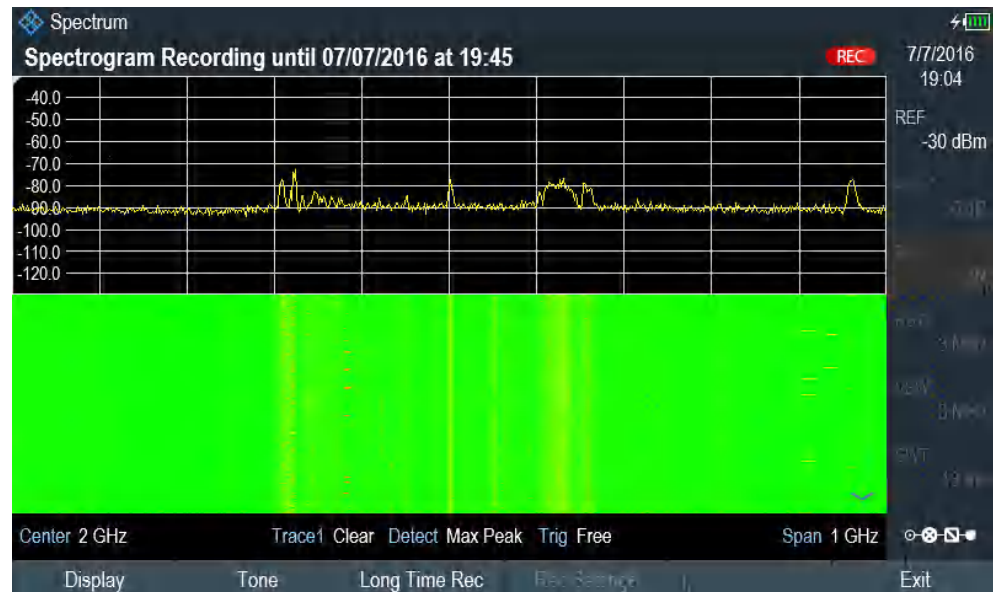 Spectrum
Spectrogram Recording until 07/07/2016 at 19:45
REC
7/7/2016
19:04
-40.0
-50.0
-60.0
-70.0
-80.0
-90.0
-100.0
-110.0
-120.0
REF
-30 dBm
Center 2 GHz
Trace1 Clear Detect Max Peak Trig Free
Span 1 GHz
Display
Tone
Long Time Rec
Exit